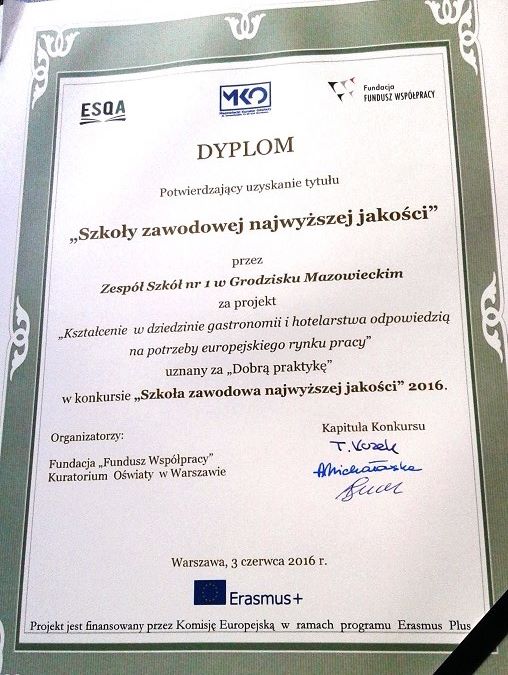 ESQA
MKO
Fundacja
FUNDUSZ WSPÓŁPRACY
DYPLOM
Potwierdzający uzyskanie tytułu
„Szkoły zawodowej najwyższej jakości”
przez
Zespół Szkół nr 1 w Grodzisku Mazowieckim
za projekt
„Kształcenie w dziedzinie gastronomii i hotelarstwa odpowiedzią
na potrzeby europejskiego rynku pracy”
uznany za „Dobrą praktykę”
w konkursie „Szkoła zawodowa najwyższej jakości” 2016.
Organizatorzy:
Fundacja „Fundusz Współpracy”
Kuratorium Oświaty w Warszawie
Kapituła Konkursu
Warszawa, 3 czerwca 2016 r.
Erasmus+
Projekt jest finansowany przez Komisję Europejską w ramach programu Erasmus Plus